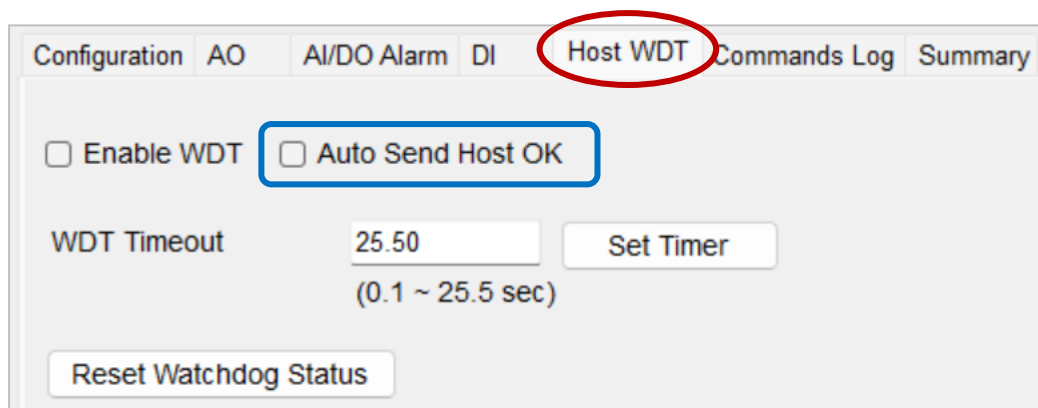 Configuration AO AI/DO Alarm DI Host WDT Commands Log Summary
Enable WDT Auto Send Host OK
WDT Timeout 25.50 Set Timer
(0.1 ~ 25.5 sec)
Reset Watchdog Status